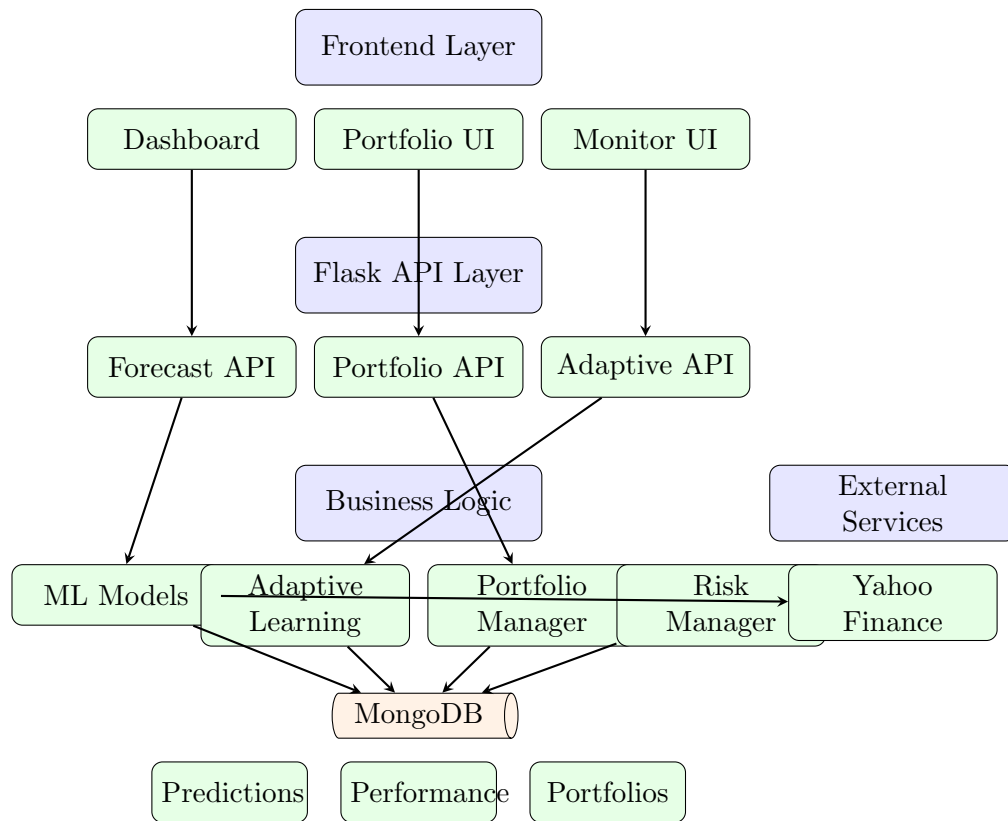 Frontend Layer
Dashboard
Portfolio UI
Monitor UI
Flask API Layer
Forecast API
Portfolio API
Adaptive API
Business Logic
External
Services
ML Models
Adaptive
Learning
Portfolio
Manager
Risk
Manager
Yahoo
Finance
MongoDB
Predictions
Performance
Portfolios